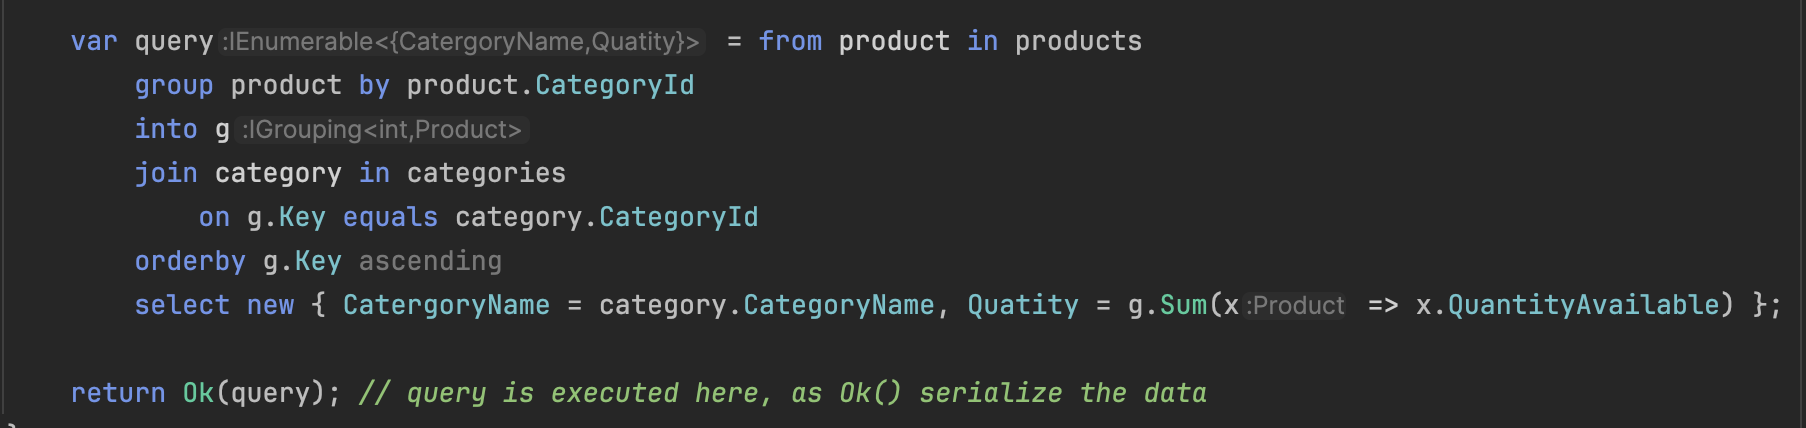 var query :IEnumerable<{CatergoryName,Quatity}> = from product in products
group product by product.CategoryId
into g :IGrouping<int,Product>
join category in categories
on g.Key equals category.CategoryId
orderby g.Key ascending
select new { CatergoryName = category.CategoryName, Quatity = g.Sum(x :Product => x.QuantityAvailable) };
return Ok(query); // query is executed here, as Ok() serialize the data
}